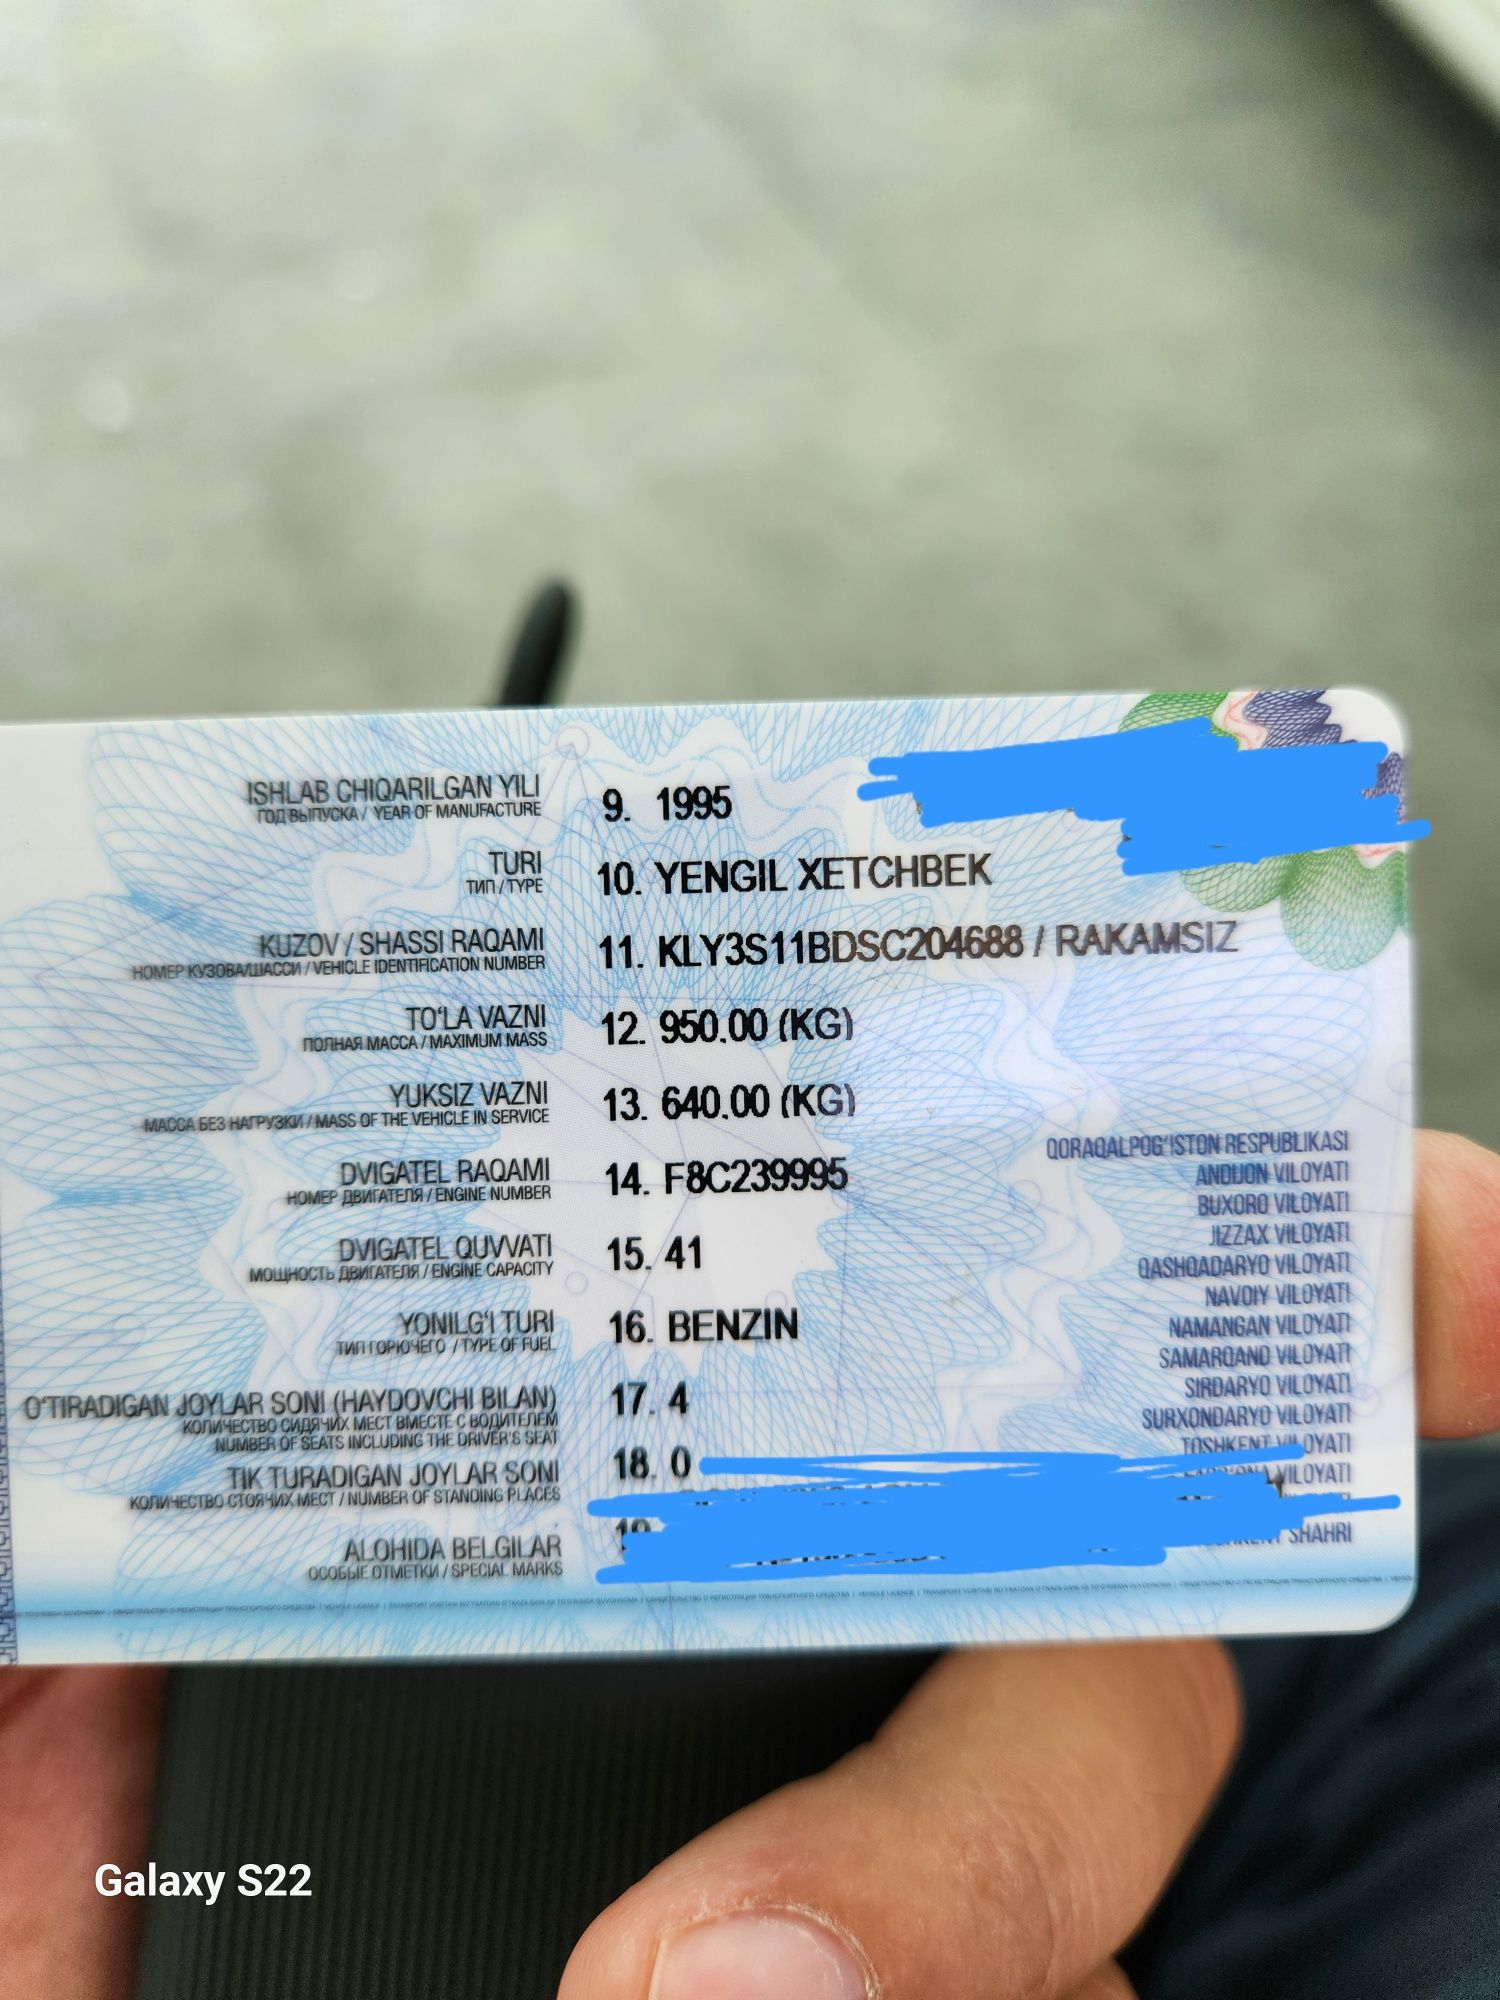 ISHLAB CHIQARILGAN YILI
ГОД ВЫПУСКА / YEAR OF MANUFACTURE
9. 1995
TURI
ТИП / TYPE
10. YENGIL XETCHBEK
KUZOV / SHASSI RAQAMI
НОМЕР КУЗОВА/ШАССИ / VEHICLE IDENTIFICATION NUMBER
11. KLY3S11BDSC204688 / RAKAMSIZ
TO‘LA VAZNI
ПОЛНАЯ МАССА / MAXIMUM MASS
12. 950.00 (KG)
YUKSIZ VAZNI
МАССА БЕЗ НАГРУЗКИ / MASS OF THE VEHICLE IN SERVICE
13. 640.00 (KG)
DVIGATEL RAQAMI
НОМЕР ДВИГАТЕЛЯ / ENGINE NUMBER
14. F8C239995
DVIGATEL QUVVATI
МОЩНОСТЬ ДВИГАТЕЛЯ / ENGINE CAPACITY
15. 41
YONILG‘I TURI
ТИП ГОРЮЧЕГО / TYPE OF FUEL
16. BENZIN
O‘TIRADIGAN JOYLAR SONI (HAYDOVCHI BILAN)
КОЛИЧЕСТВО СИДЯЧИХ МЕСТ ВМЕСТЕ С ВОДИТЕЛЕМ
NUMBER OF SEATS INCLUDING THE DRIVER'S SEAT
17. 4
TIK TURADIGAN JOYLAR SONI
КОЛИЧЕСТВО СТОЯЧИХ МЕСТ / NUMBER OF STANDING PLACES
18. 0
ALOHIDA BELGILAR
ОСОБЫЕ ОТМЕТКИ / SPECIAL MARKS
19.
QORAQALPOG‘ISTON RESPUBLIKASI
ANDIJON VILOYATI
BUXORO VILOYATI
JIZZAX VILOYATI
QASHQADARYO VILOYATI
NAVOIY VILOYATI
NAMANGAN VILOYATI
SAMARQAND VILOYATI
SIRDARYO VILOYATI
SURXONDARYO VILOYATI
TOSHKENT VILOYATI
VILOYATI
SHAHRI
Galaxy S22